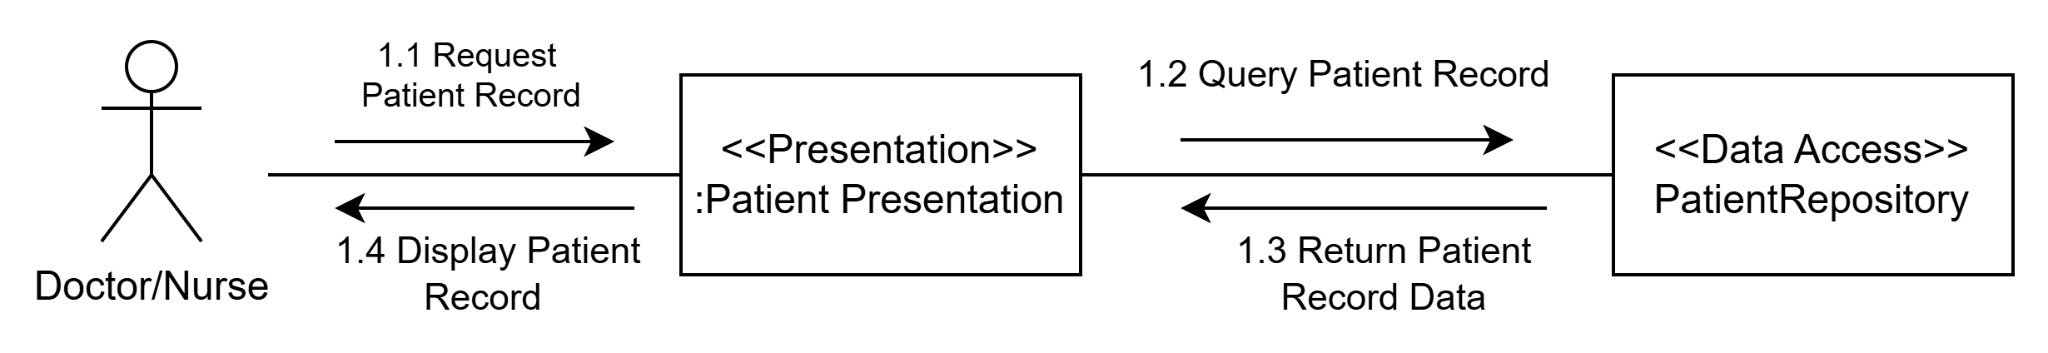 1.1 Request
Patient Record
1.2 Query Patient Record
<<Presentation>>
:Patient Presentation
<<Data Access>>
PatientRepository
1.4 Display Patient
Record
1.3 Return Patient
Record Data
Doctor/Nurse